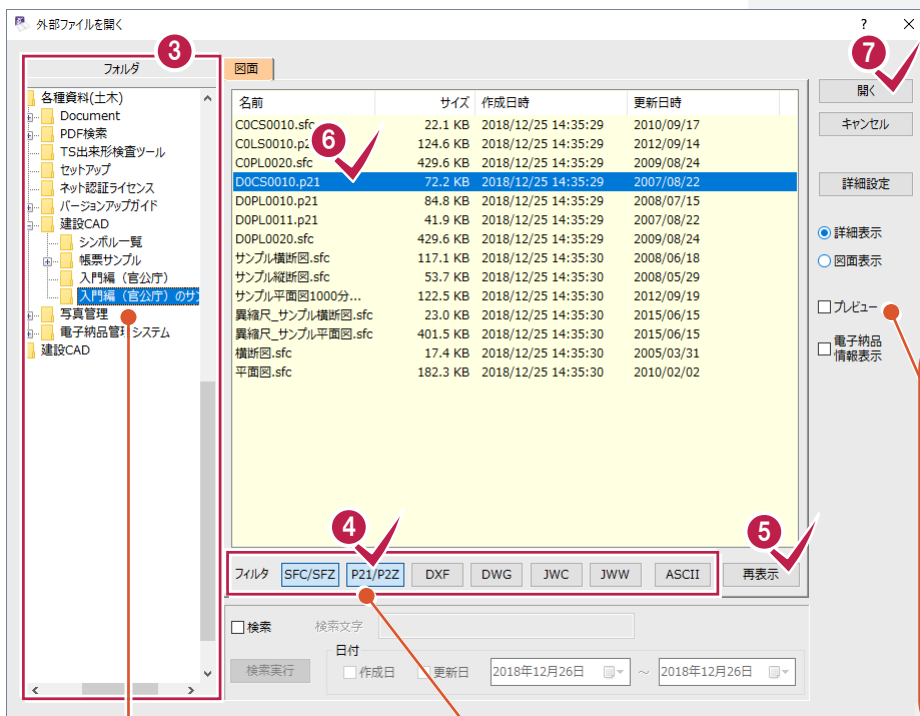 外部ファイルを開く
? ×
3
7
フォルダ
図面
開く
キャンセル
詳細設定
詳細表示
図面表示
プレビュー
電子納品
情報表示
各種資料(土木)
Document
PDF検索
TS出来形検査ツール
セットアップ
ネット認証ライセンス
バージョンアップガイド
建設CAD
シンボル一覧
帳票サンプル
入門編（官公庁）
入門編（官公庁）のサン
写真管理
電子納品管理システム
建設CAD
名前 サイズ 作成日時 更新日時
C0CS0010.sfc 22.1 KB 2018/12/25 14:35:29 2010/09/17
6
C0LS0010.p2 124.6 KB 2018/12/25 14:35:29 2012/09/14
C0PL0020.sfc 429.6 KB 2018/12/25 14:35:29 2009/08/24
D0CS0010.p21 72.2 KB 2018/12/25 14:35:29 2007/08/22
D0PL0010.p21 84.8 KB 2018/12/25 14:35:29 2008/07/15
D0PL0011.p21 41.9 KB 2018/12/25 14:35:29 2007/08/22
D0PL0020.sfc 429.6 KB 2018/12/25 14:35:29 2009/08/24
サンプル横断図.sfc 117.1 KB 2018/12/25 14:35:30 2008/06/18
サンプル縦断図.sfc 53.7 KB 2018/12/25 14:35:30 2008/05/29
サンプル平面図1000分... 122.5 KB 2018/12/25 14:35:30 2012/09/19
異縮尺_サンプル横断図.sfc 23.0 KB 2018/12/25 14:35:30 2015/06/15
異縮尺_サンプル平面図.sfc 401.5 KB 2018/12/25 14:35:30 2015/06/15
横断図.sfc 17.4 KB 2018/12/25 14:35:30 2005/03/31
平面図.sfc 182.3 KB 2018/12/25 14:35:30 2010/02/02
4
5
フィルタ SFC/SFZ P21/P2Z DXF DWG JWC JWW ASCII 再表示
検索 検索文字
日付
検索実行 作成日 更新日 2018年12月26日 ～ 2018年12月26日